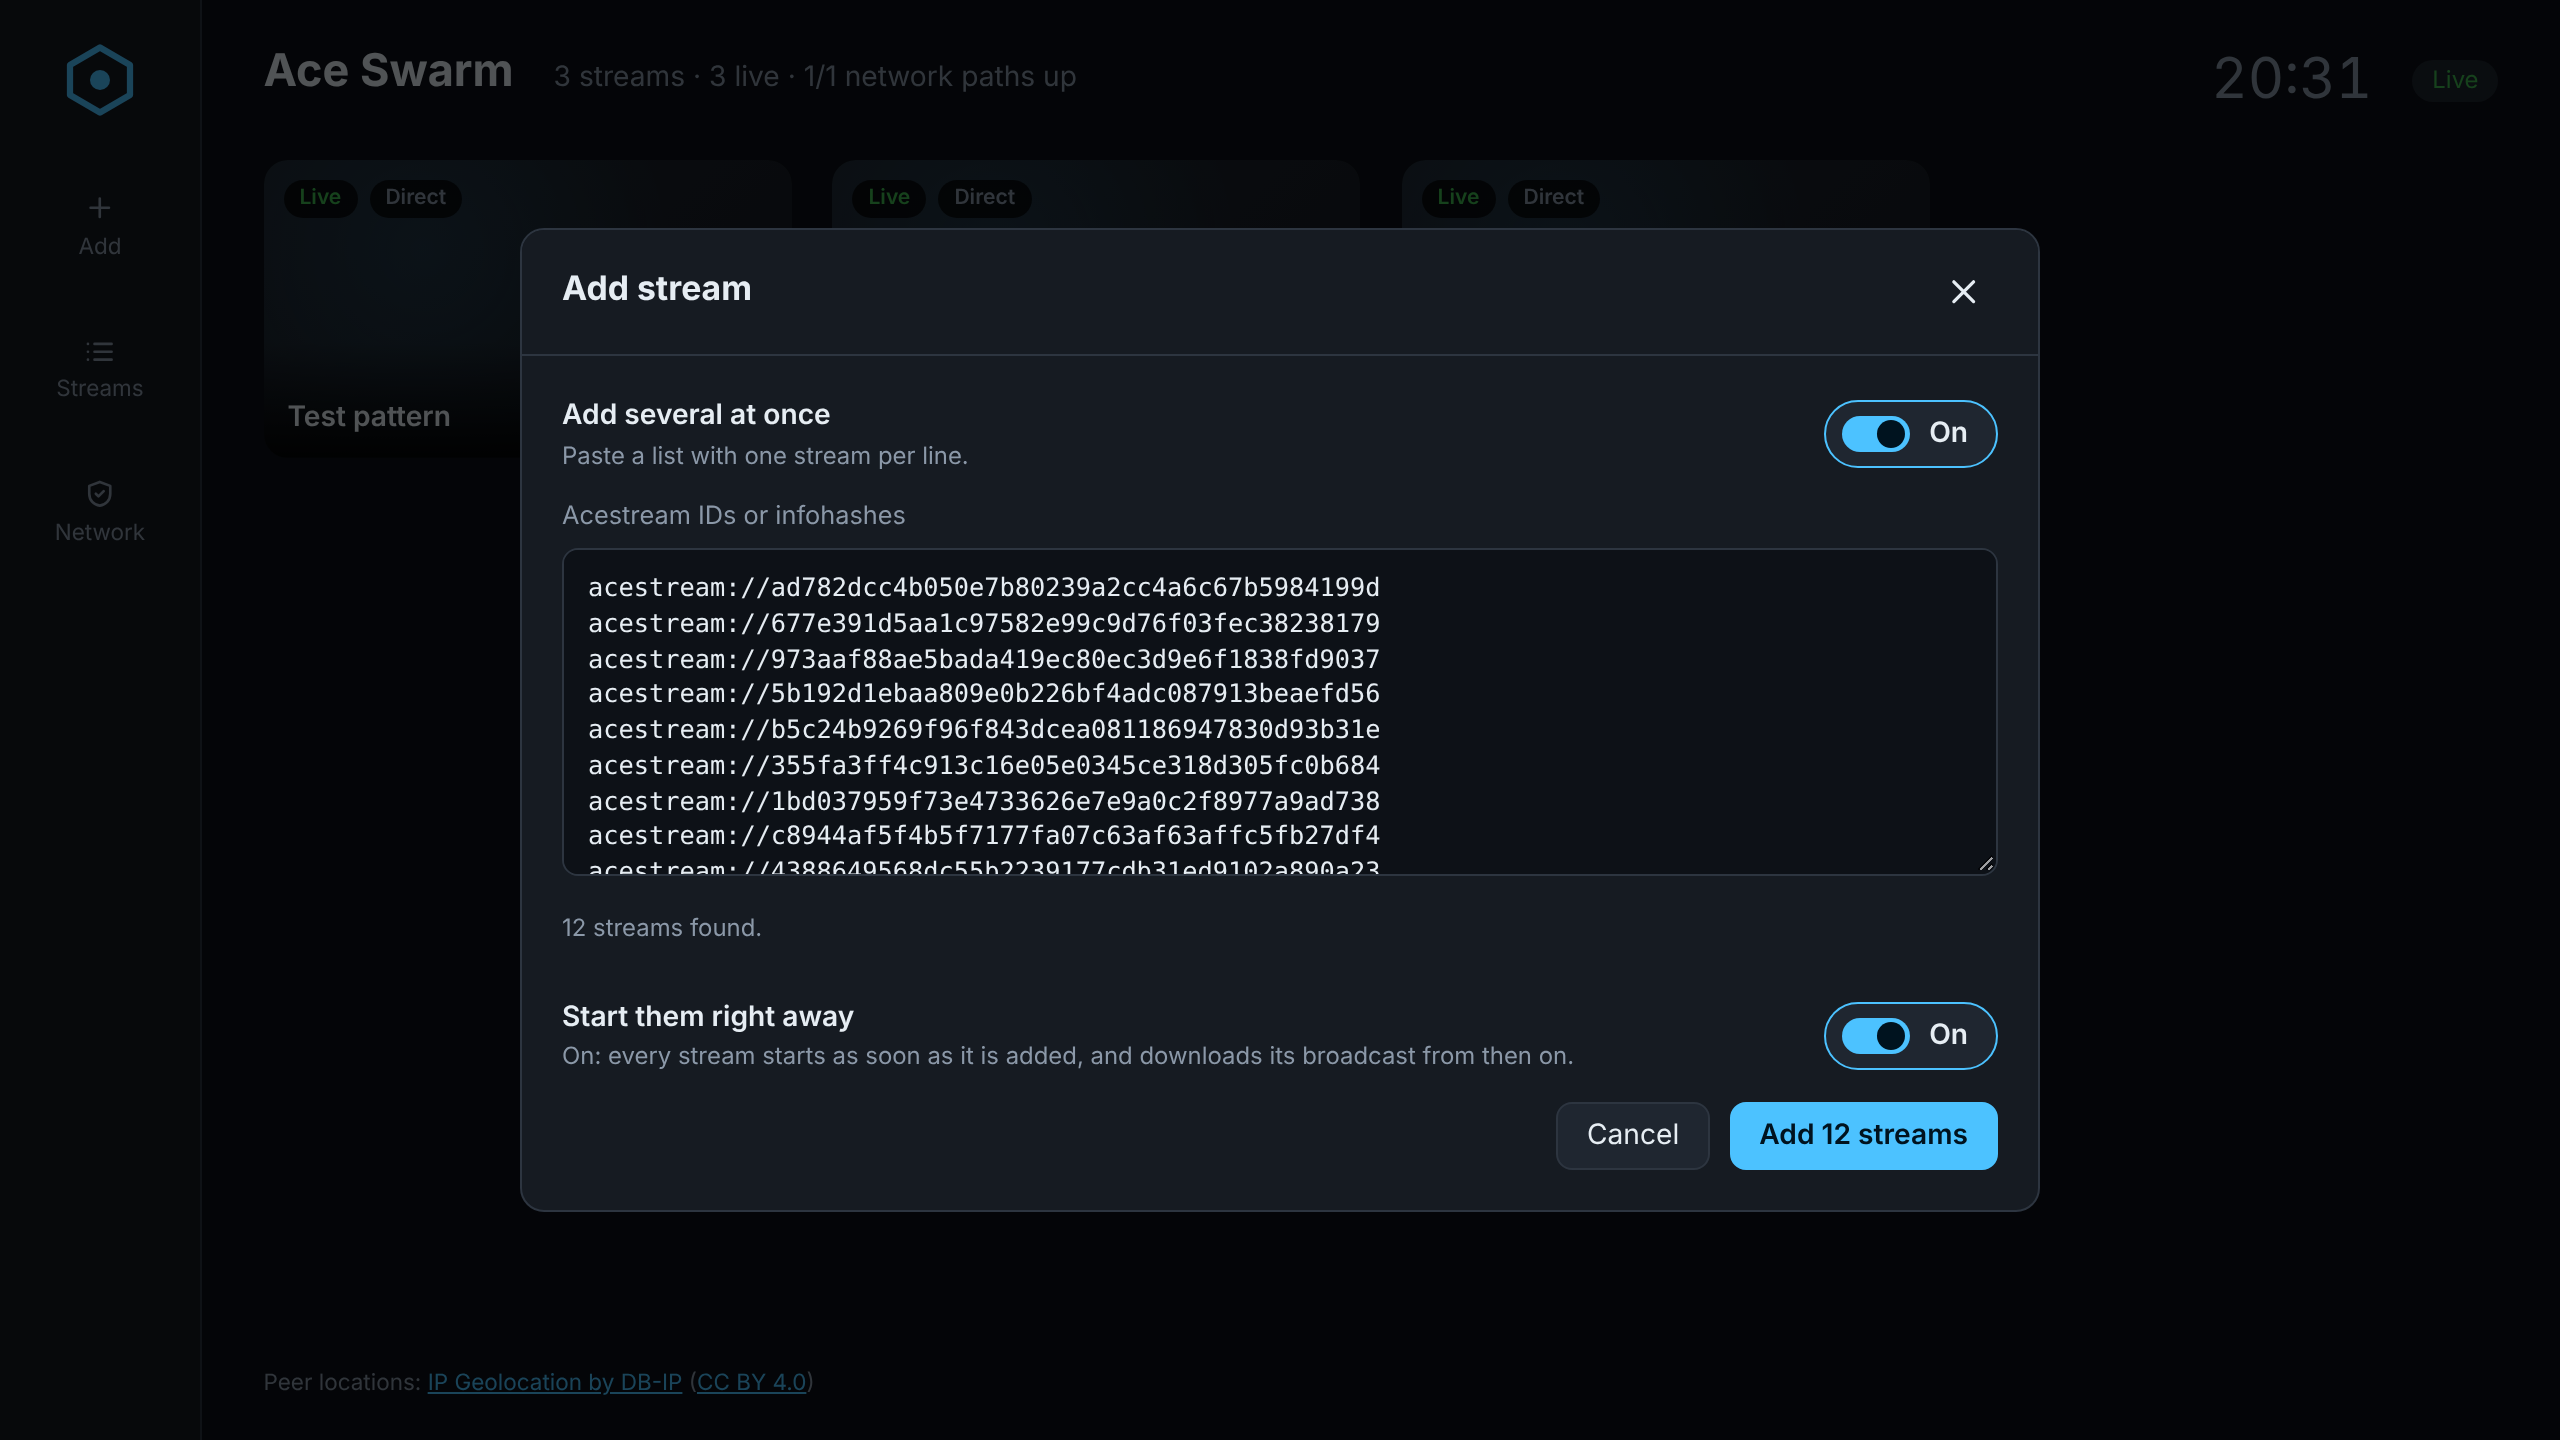 Ace Swarm
3 streams · 3 live · 1/1 network paths up
20:31
Live
Add
Streams
Network
Live
Direct
Live
Direct
Live
Direct
Test pattern
Add stream
Add several at once
Paste a list with one stream per line.
On
Acestream IDs or infohashes
acestream://ad782dcc4b050e7b80239a2cc4a6c67b5984199d
acestream://677e391d5aa1c97582e99c9d76f03fec38238179
acestream://973aaf88ae5bada419ec80ec3d9e6f1838fd9037
acestream://5b192d1ebaa809e0b226bf4adc087913beaefd56
acestream://b5c24b9269f96f843dcea081186947830d93b31e
acestream://355fa3ff4c913c16e05e0345ce318d305fc0b684
acestream://1bd037959f73e4733626e7e9a0c2f8977a9ad738
acestream://c8944af5f4b5f7177fa07c63af63affc5fb27df4
acestream://4388649568dc55b2239177cdb31ed9102a890a23
12 streams found.
Start them right away
On: every stream starts as soon as it is added, and downloads its broadcast from then on.
On
Cancel
Add 12 streams
Peer locations: IP Geolocation by DB-IP (CC BY 4.0)